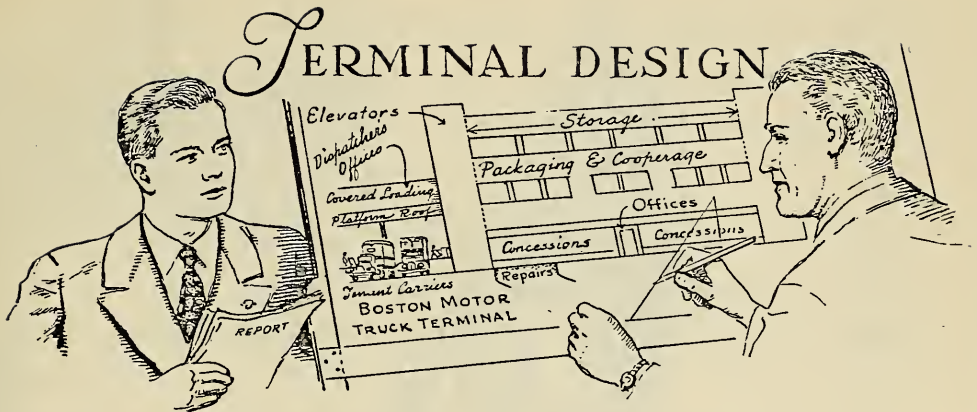 TERMINAL DESIGN
Elevators
Dispatchers
Offices
Covered Loading
Platform Roof
Storage
Packaging & Cooperage
Offices
Concessions
Concessions
Repairs
Carriers
BOSTON MOTOR
TRUCK TERMINAL
REPORT